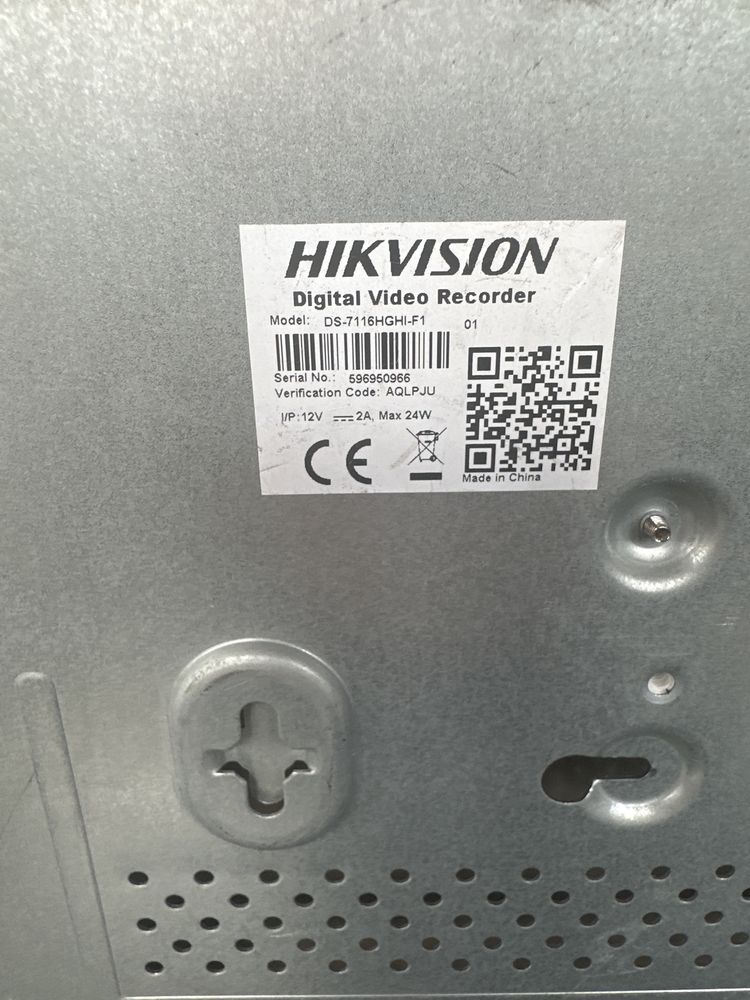 HIKVISION
Digital Video Recorder
Model: DS-7116HGHI-F1 01
Serial No.: 596950966
Verification Code: AQLPJU
I/P:12V ⎓ 2A, Max 24W
CE
Made in China